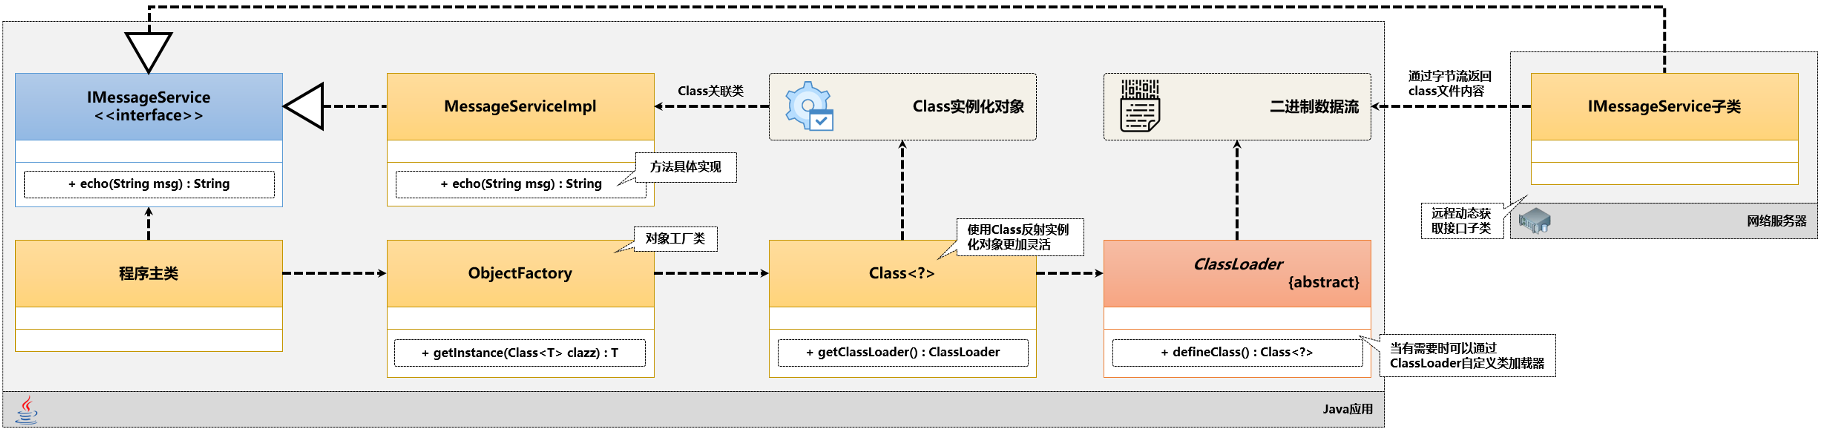 IMessageService
<<interface>>
+ echo(String msg) : String
MessageServiceImpl
+ echo(String msg) : String
方法具体实现
Class关联类
Class实例化对象
二进制数据流
通过字节流返回
class文件内容
IMessageService子类
远程动态获
取接口子类
网络服务器
程序主类
ObjectFactory
对象工厂类
+ getInstance(Class<T> clazz) : T
Class<?>
使用Class反射实例
化对象更加灵活
+ getClassLoader() : ClassLoader
ClassLoader
{abstract}
+ defineClass() : Class<?>
当有需要时可以通过
ClassLoader自定义类加载器
Java应用